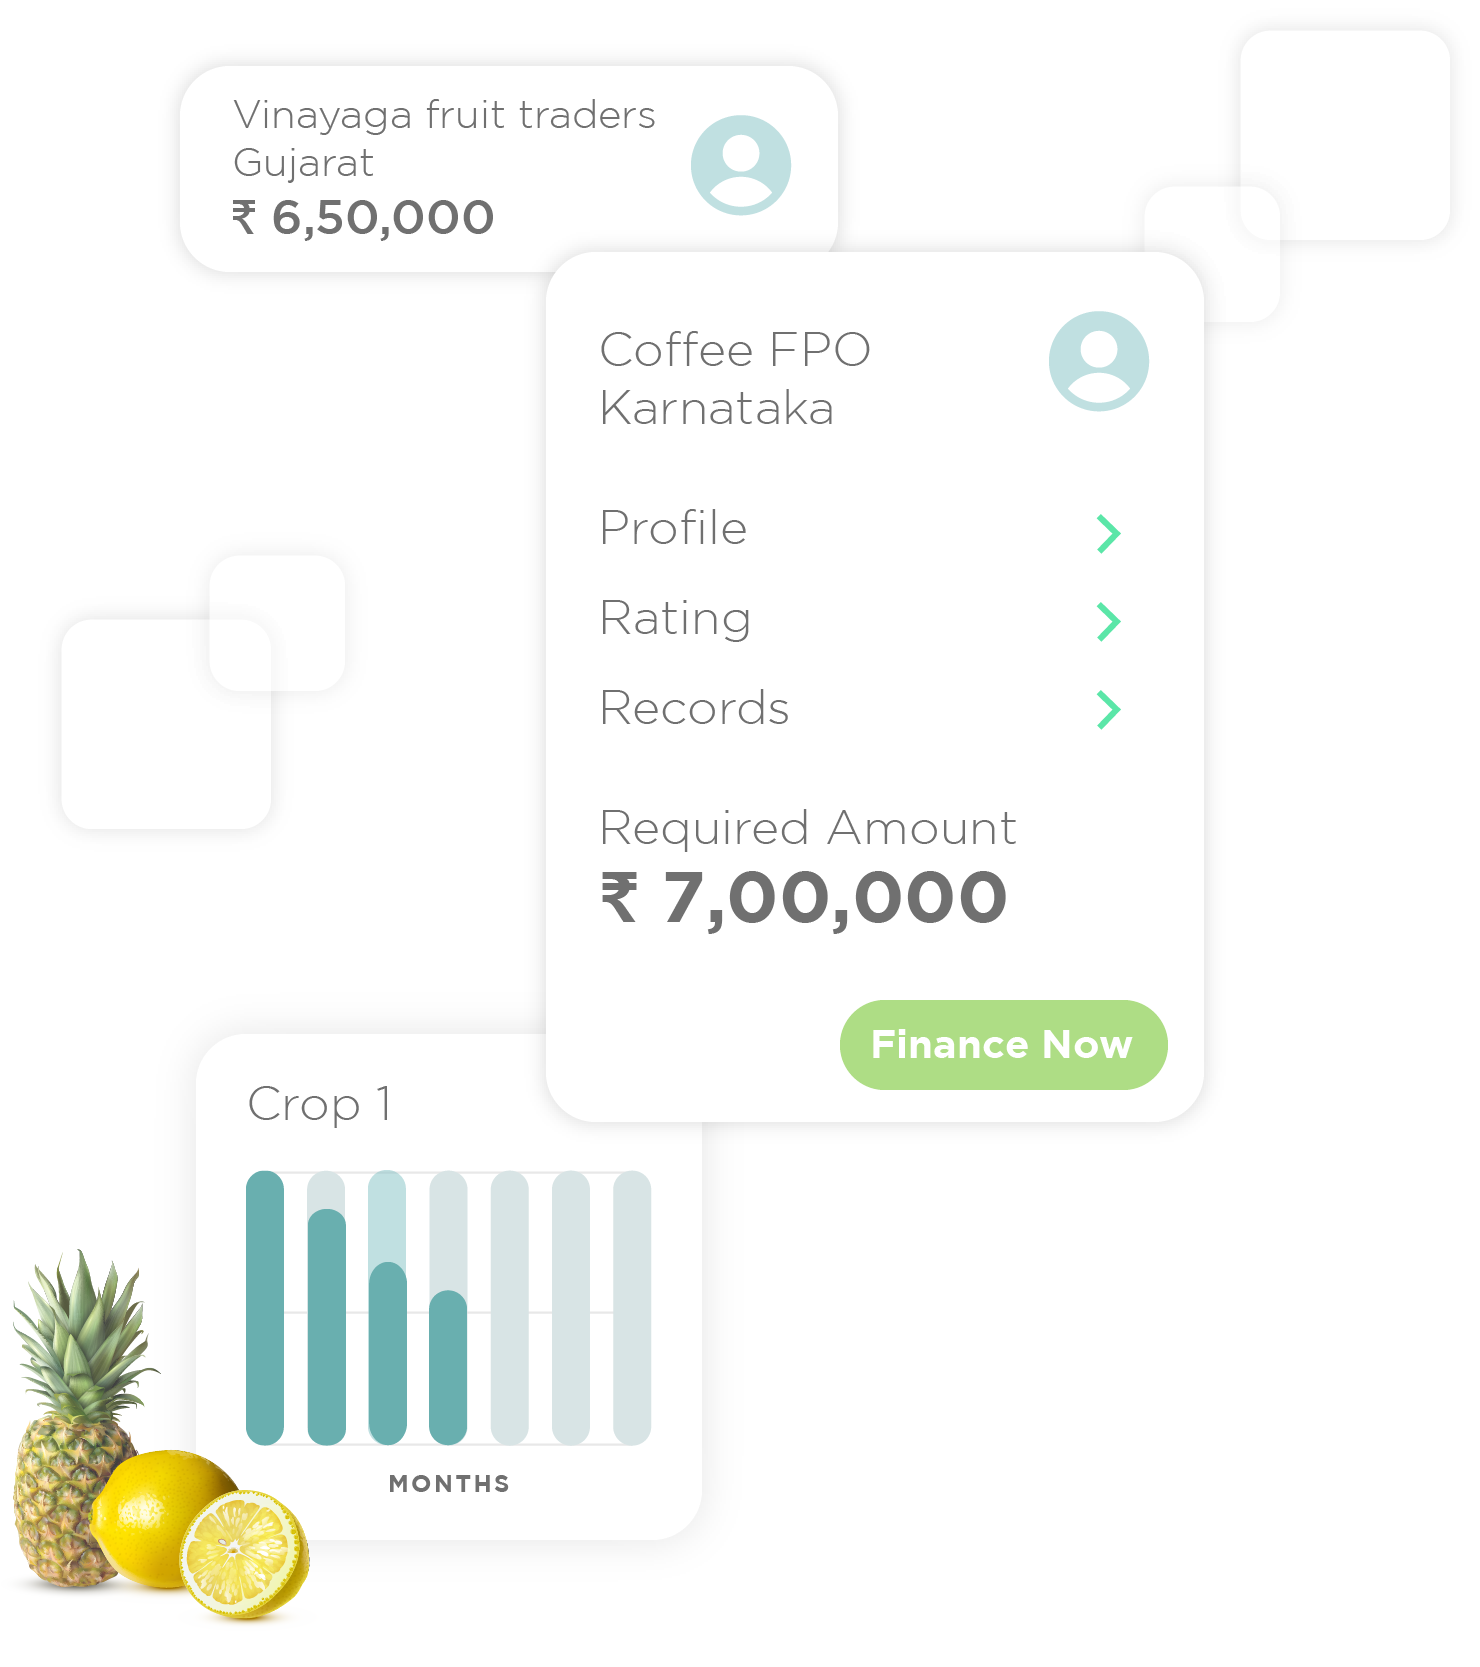 Vinayaga fruit traders
Gujarat
₹ 6,50,000
Coffee FPO
Karnataka
Profile
Rating
Records
Required Amount
₹ 7,00,000
Finance Now
Crop 1
MONTHS